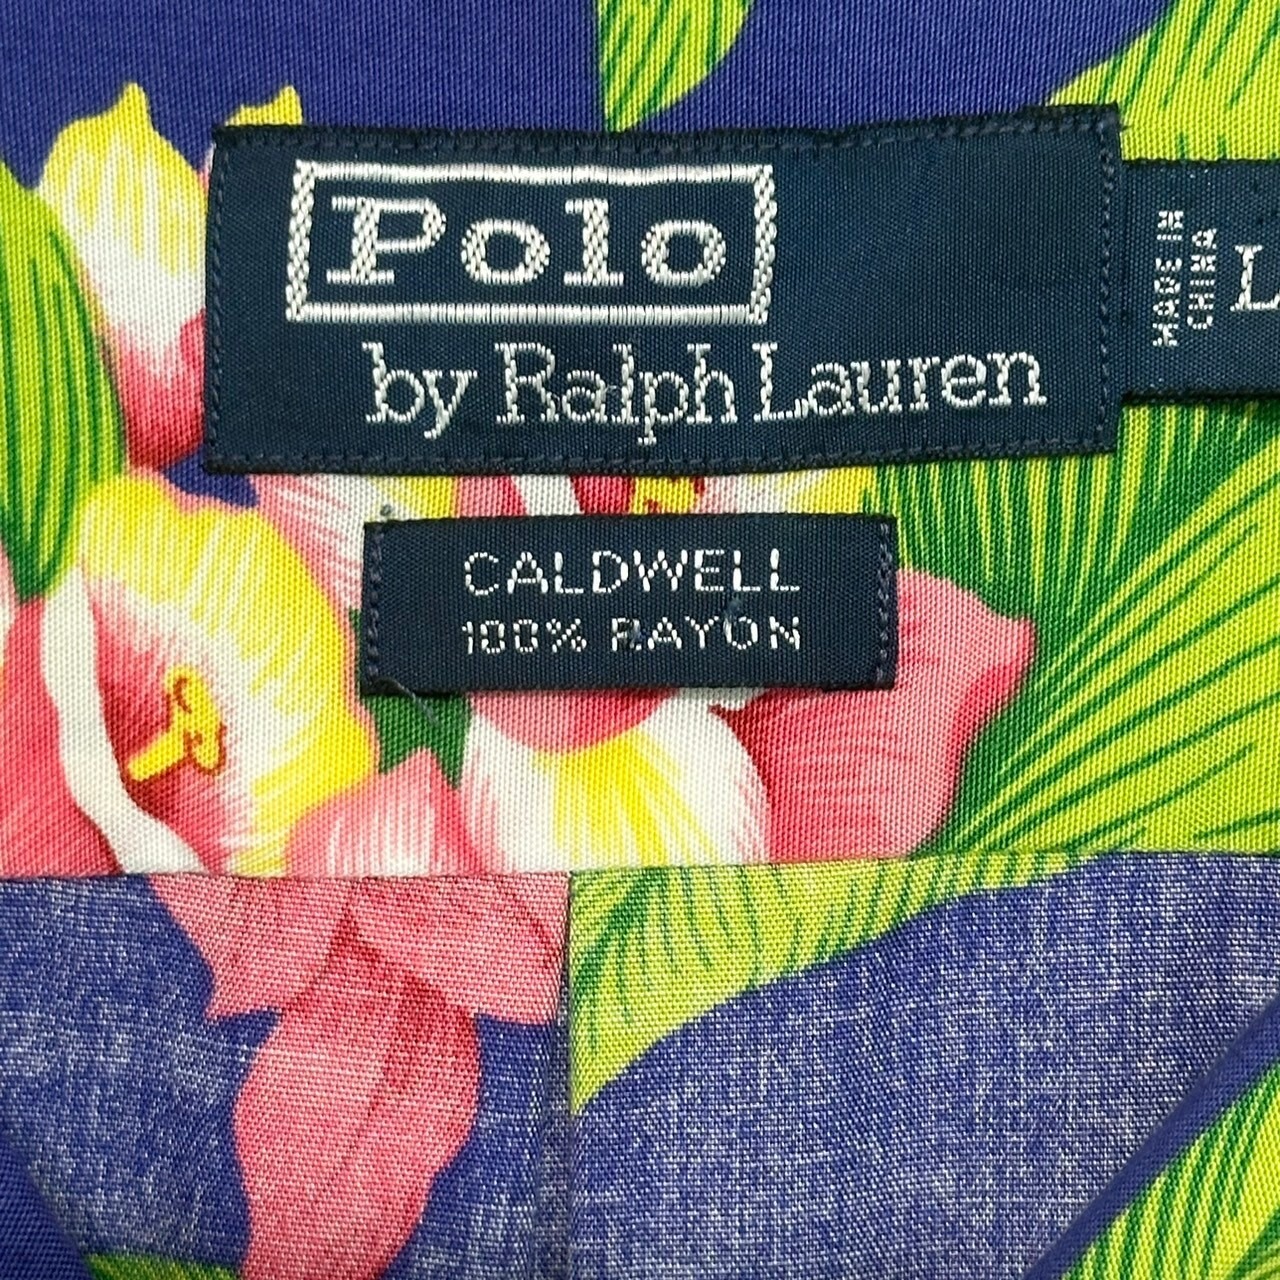 Polo
by Ralph Lauren
MADE IN
CHINA
L
CALDWELL
100% RAYON